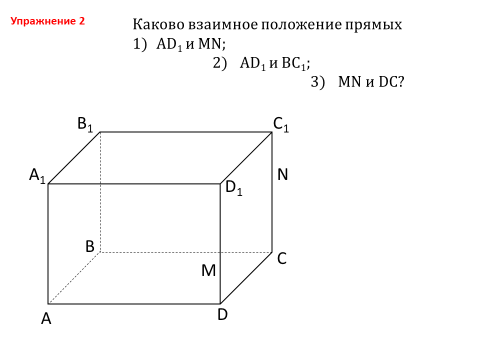 Упражнение 2
Каково взаимное положение прямых
1) AD₁ и MN;
2) AD₁ и BC₁;
3) MN и DC?
B₁
C₁
A₁
D₁
N
B
M
C
A
D